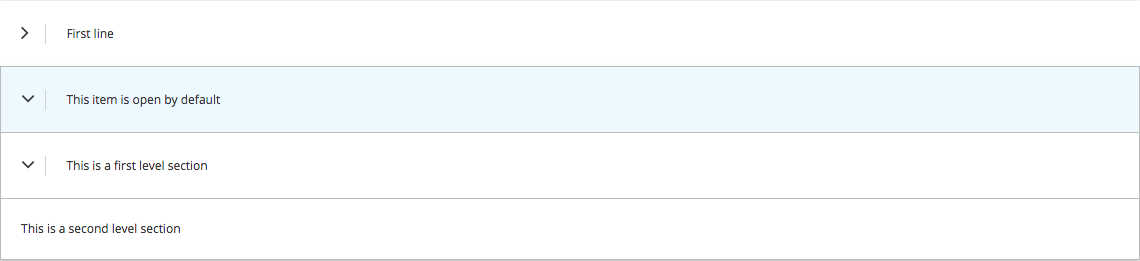 First line
This item is open by default
This is a first level section
This is a second level section